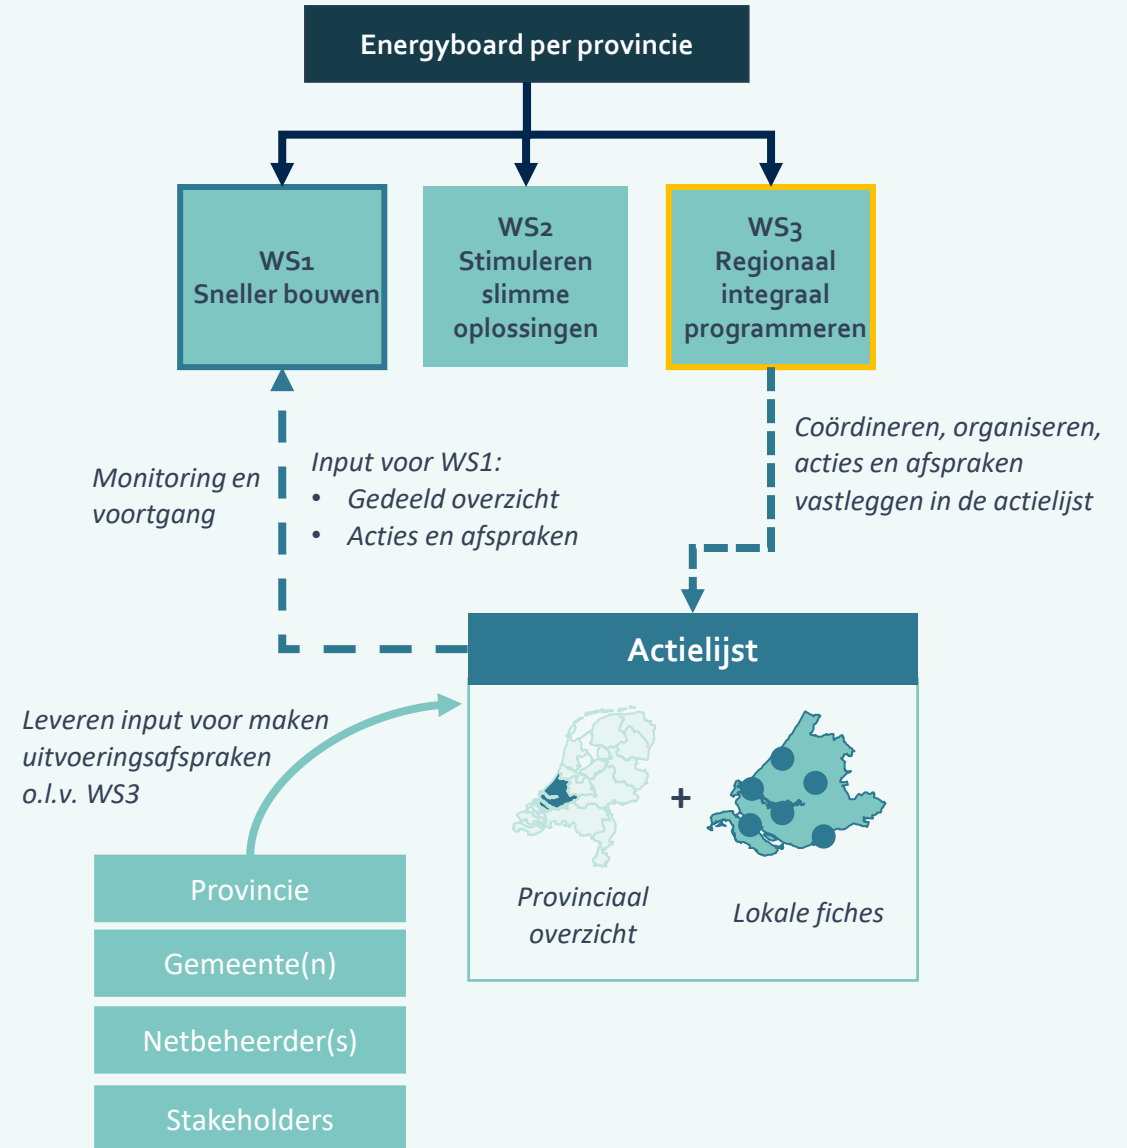 Energyboard per provincie
WS1
Sneller bouwen
WS2
Stimuleren
slimme
oplossingen
WS3
Regionaal
integraal
programmeren
Monitoring en
voortgang
Input voor WS1:
• Gedeeld overzicht
• Acties en afspraken
Coördineren, organiseren,
acties en afspraken
vastleggen in de actielijst
Actielijst
Leveren input voor maken
uitvoeringsafspraken
o.l.v. WS3
+
Provinciaal
overzicht
Lokale fiches
Provincie
Gemeente(n)
Netbeheerder(s)
Stakeholders